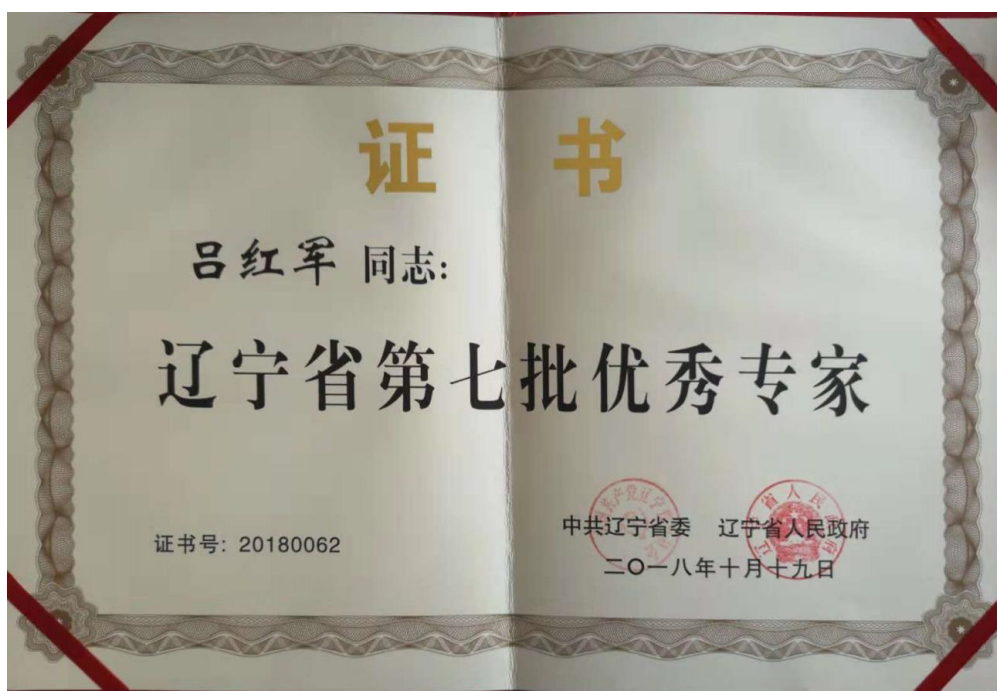 证 书
吕红军 同志:
辽宁省第七批优秀专家
中共辽宁省委 辽宁省人民政府
证书号: 20180062
二〇一八年十月十九日